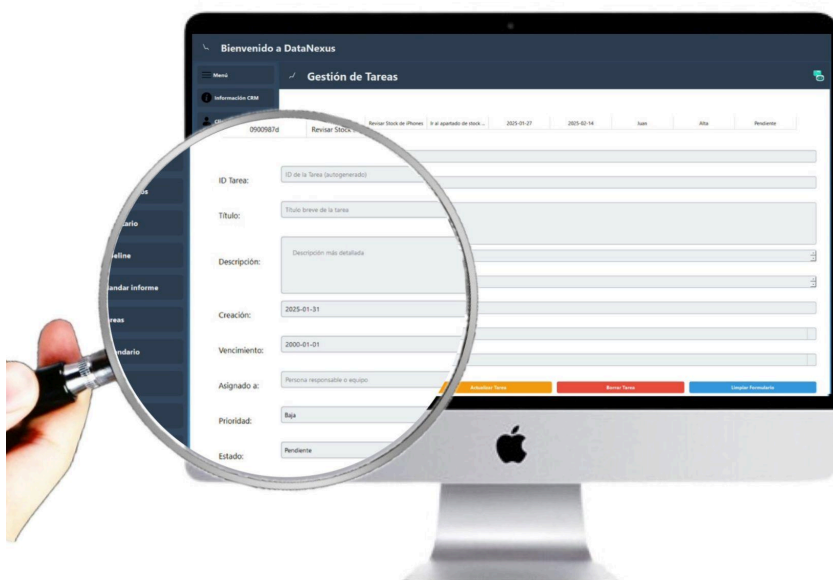 Bienvenido a DataNexus
Menú
Gestión de Tareas
Información CRM
Revisar Stock de iPhones Ir al apartado de stock... 2025-01-27 2025-02-14 Juan Alta Pendiente
0900987d Revisar Stock
ID Tarea: ID de la Tarea (autogenerado)
Título: Título breve de la tarea
Descripción: Descripción más detallada
Creación: 2025-01-31
Vencimiento: 2000-01-01
Asignado a: Persona responsable o equipo
Prioridad: Baja
Estado: Pendiente
ario
eline
andar informe
reas
ndario
Actualizar Tarea Borrar Tarea Limpiar Formulario